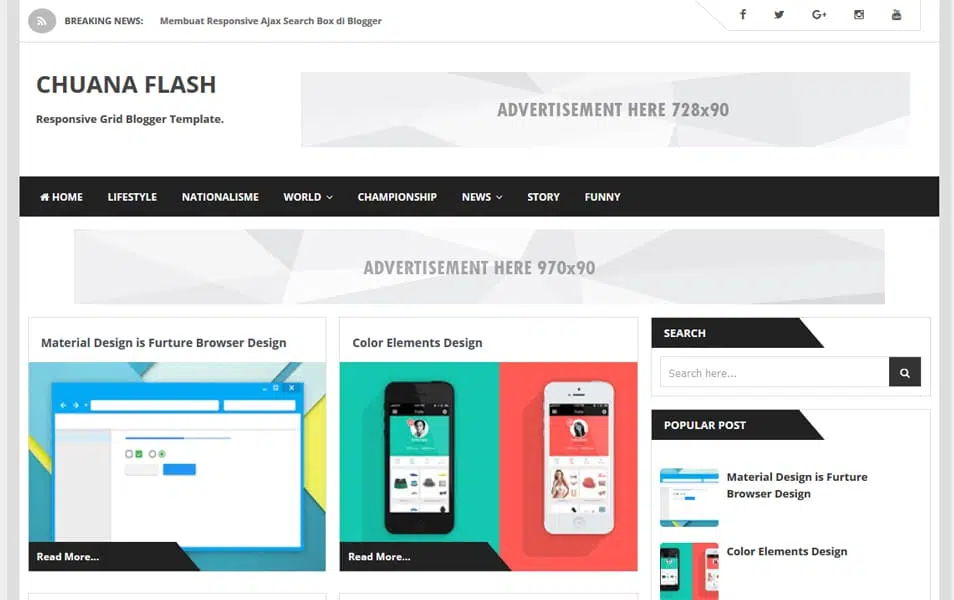 BREAKING NEWS: Membuat Responsive Ajax Search Box di Blogger
CHUANA FLASH
Responsive Grid Blogger Template.
ADVERTISEMENT HERE 728x90
HOME LIFESTYLE NATIONALISME WORLD CHAMPIONSHIP NEWS STORY FUNNY
ADVERTISEMENT HERE 970x90
Material Design is Furture Browser Design
Read More...
Color Elements Design
Read More...
SEARCH
Search here...
POPULAR POST
Material Design is Furture
Browser Design
Color Elements Design